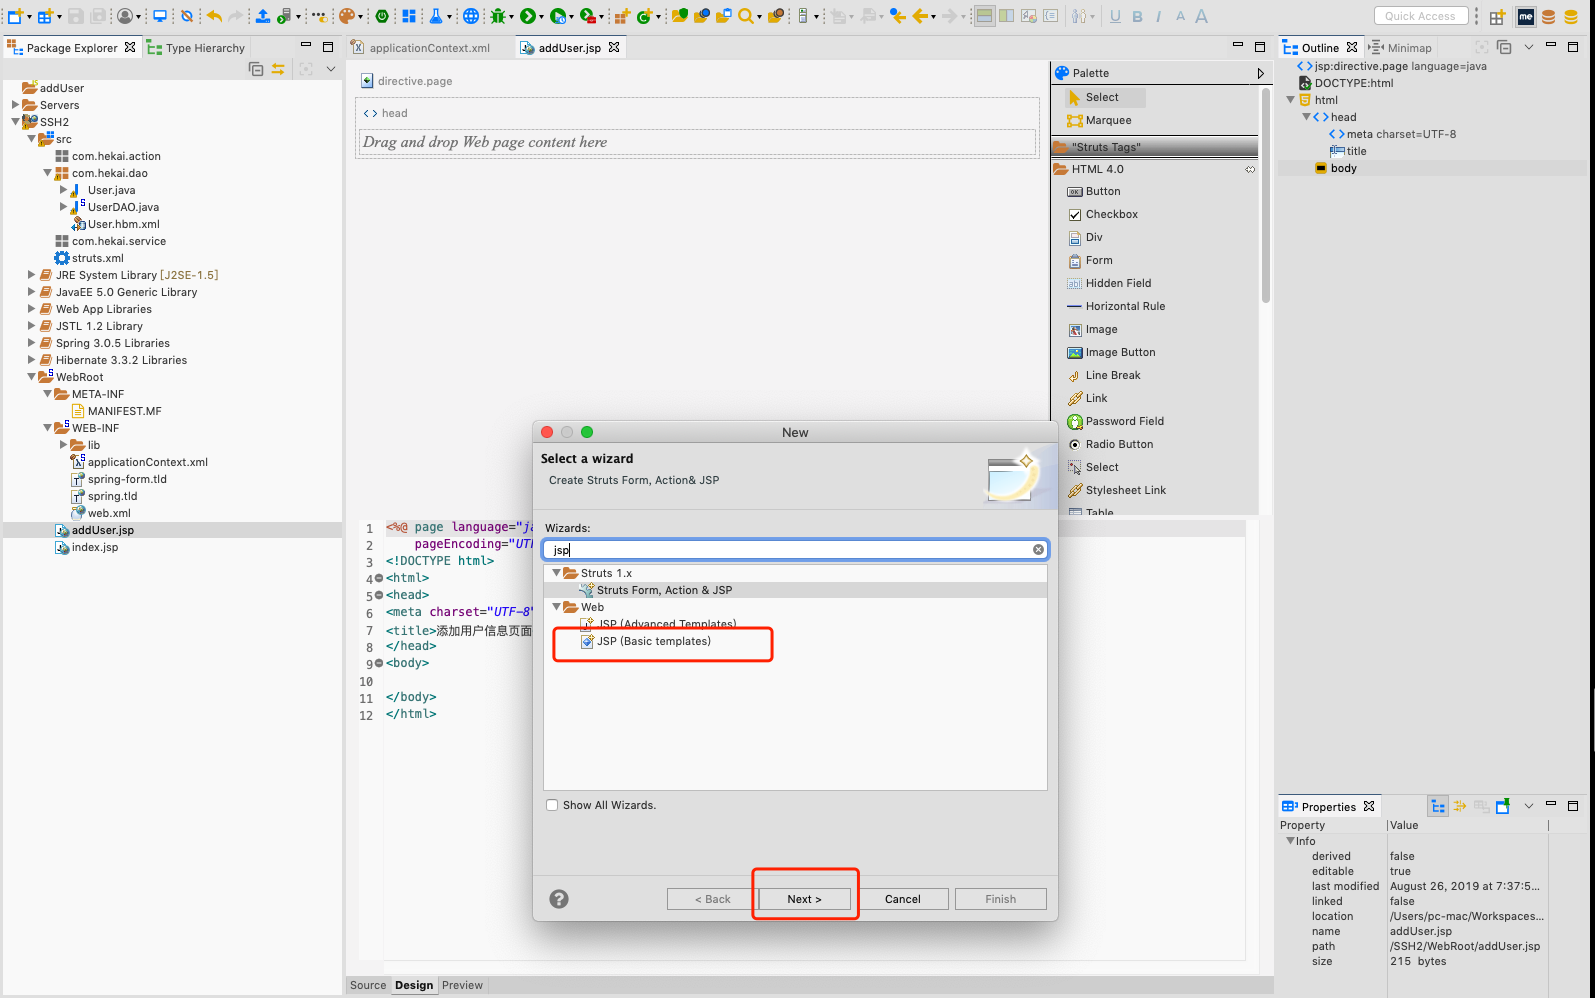 Quick Access
me
Package Explorer
Type Hierarchy
addUser
Servers
SSH2
src
com.hekai.action
com.hekai.dao
User.java
UserDAO.java
User.hbm.xml
com.hekai.service
struts.xml
JRE System Library [J2SE-1.5]
JavaEE 5.0 Generic Library
Web App Libraries
JSTL 1.2 Library
Spring 3.0.5 Libraries
Hibernate 3.3.2 Libraries
WebRoot
META-INF
MANIFEST.MF
WEB-INF
lib
applicationContext.xml
spring-form.tld
spring.tld
web.xml
addUser.jsp
index.jsp
applicationContext.xml
addUser.jsp
directive.page
head
Drag and drop Web page content here
Palette
Select
Marquee
"Struts Tags"
HTML 4.0
Button
Checkbox
Div
Form
Hidden Field
Horizontal Rule
Image
Image Button
Line Break
Link
Password Field
Radio Button
Select
Stylesheet Link
Table
1 <%@ page language="ja
2 pageEncoding="UTF
3 <!DOCTYPE html>
4 <html>
5 <head>
6 <meta charset="UTF-8"
7 <title>添加用户信息页面
8 </head>
9 <body>
10
11 </body>
12 </html>
Source
Design
Preview
New
Select a wizard
Create Struts Form, Action& JSP
Wizards:
jsp
Struts 1.x
Struts Form, Action & JSP
Web
JSP (Advanced Templates)
JSP (Basic templates)
Show All Wizards.
?
< Back
Next >
Cancel
Finish
Outline
Minimap
jsp:directive.page language=java
DOCTYPE:html
html
head
meta charset=UTF-8
title
body
Properties
Property Value
Info
derived false
editable true
last modified August 26, 2019 at 7:37:5...
linked false
location /Users/pc-mac/Workspaces...
name addUser.jsp
path /SSH2/WebRoot/addUser.jsp
size 215 bytes